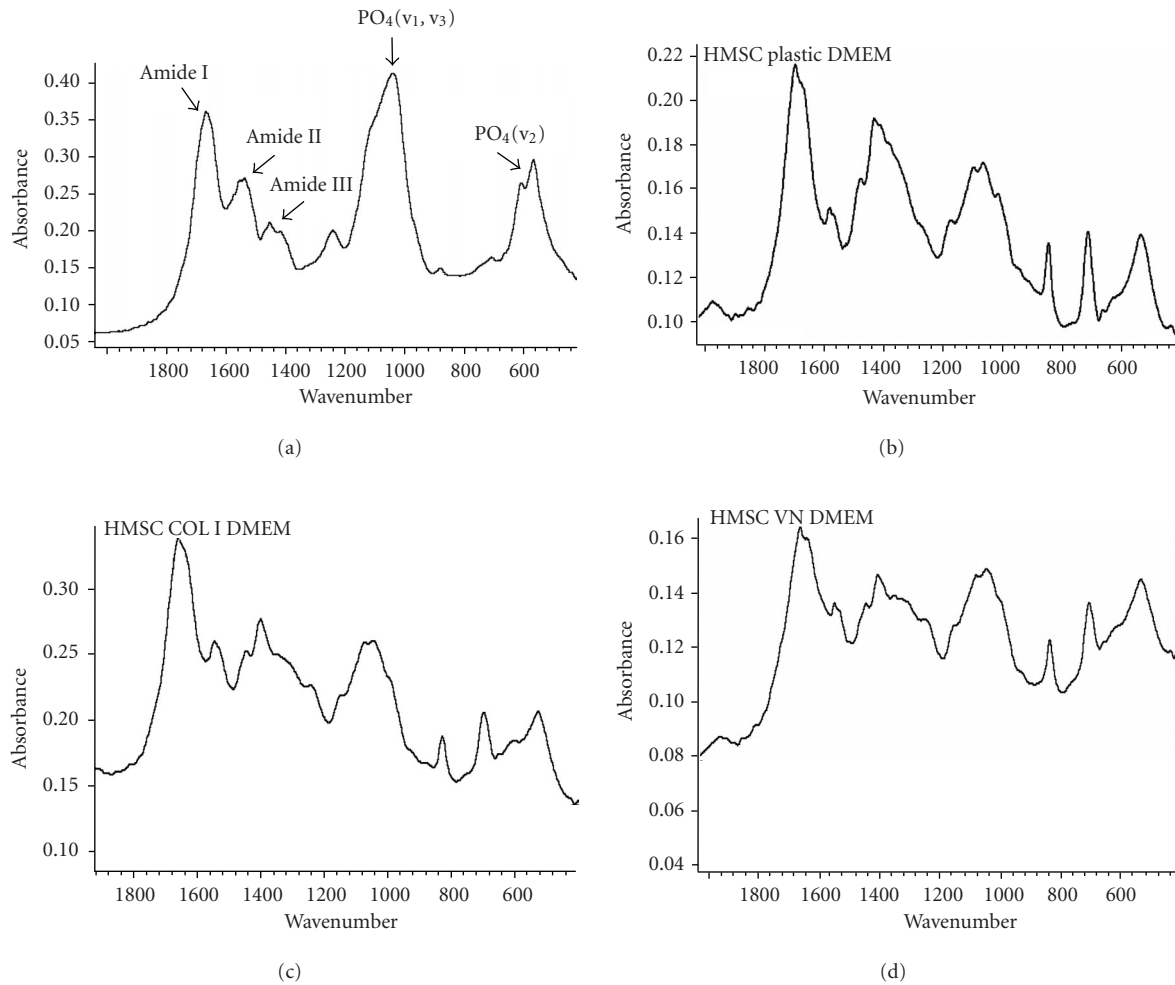 PO₄(v₁, v₃)
Amide I
Amide II
Amide III
PO₄(v₂)
Absorbance
0.40
0.35
0.30
0.25
0.20
0.15
0.10
0.05
1800 1600 1400 1200 1000 800 600
Wavenumber
(a)
HMSC plastic DMEM
Absorbance
0.22
0.20
0.18
0.16
0.14
0.12
0.10
1800 1600 1400 1200 1000 800 600
Wavenumber
(b)
HMSC COL I DMEM
Absorbance
0.30
0.25
0.20
0.15
0.10
1800 1600 1400 1200 1000 800 600
Wavenumber
(c)
HMSC VN DMEM
Absorbance
0.16
0.14
0.12
0.10
0.08
0.06
0.04
1800 1600 1400 1200 1000 800 600
Wavenumber
(d)